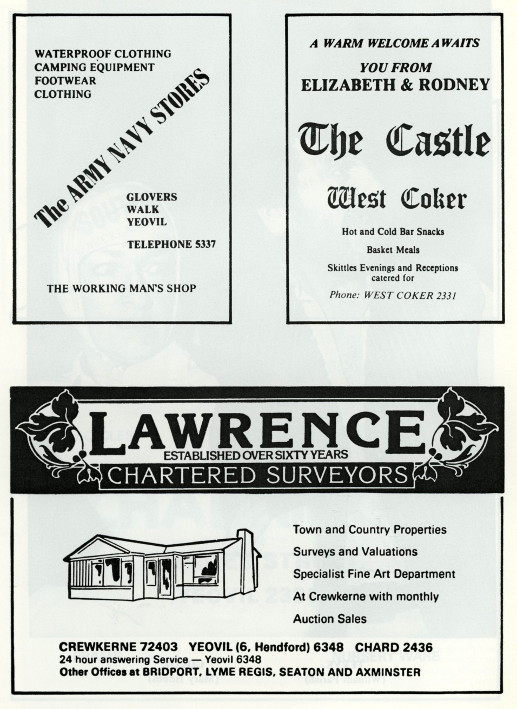 WATERPROOF CLOTHING
CAMPING EQUIPMENT
FOOTWEAR
CLOTHING
The ARMY NAVY STORES
GLOVERS
WALK
YEOVIL
TELEPHONE 5337
THE WORKING MAN'S SHOP
A WARM WELCOME AWAITS
YOU FROM
ELIZABETH & RODNEY
The Castle
West Coker
Hot and Cold Bar Snacks
Basket Meals
Skittles Evenings and Receptions
catered for
Phone: WEST COKER 2331
LAWRENCE
ESTABLISHED OVER SIXTY YEARS
CHARTERED SURVEYORS
Town and Country Properties
Surveys and Valuations
Specialist Fine Art Department
At Crewkerne with monthly
Auction Sales
CREWKERNE 72403 YEOVIL (6, Hendford) 6348 CHARD 2436
24 hour answering Service — Yeovil 6348
Other Offices at BRIDPORT, LYME REGIS, SEATON AND AXMINSTER